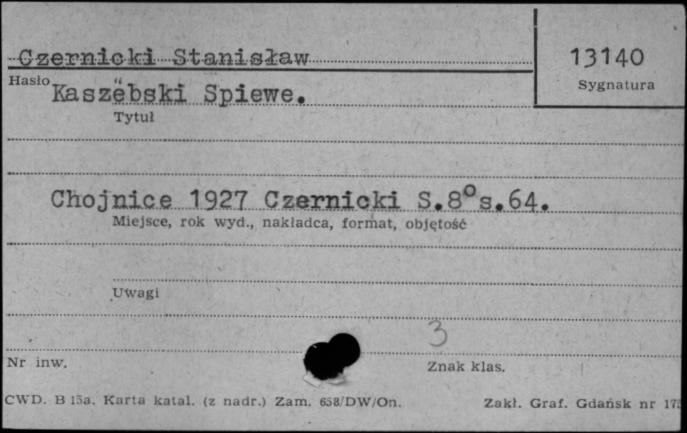 Czernicki Stanisław
13140
Hasło
Sygnatura
Kaszëbski Spiewe.
Tytuł
Chojnice 1927 Czernicki S.8° s.64.
Miejsce, rok wyd., nakładca, format, objętość
Uwagi
3
Nr inw.
Znak klas.
CWD. B 15a. Karta katal. (z nadr.) Zam. 658/DW/On.
Zakł. Graf. Gdańsk nr